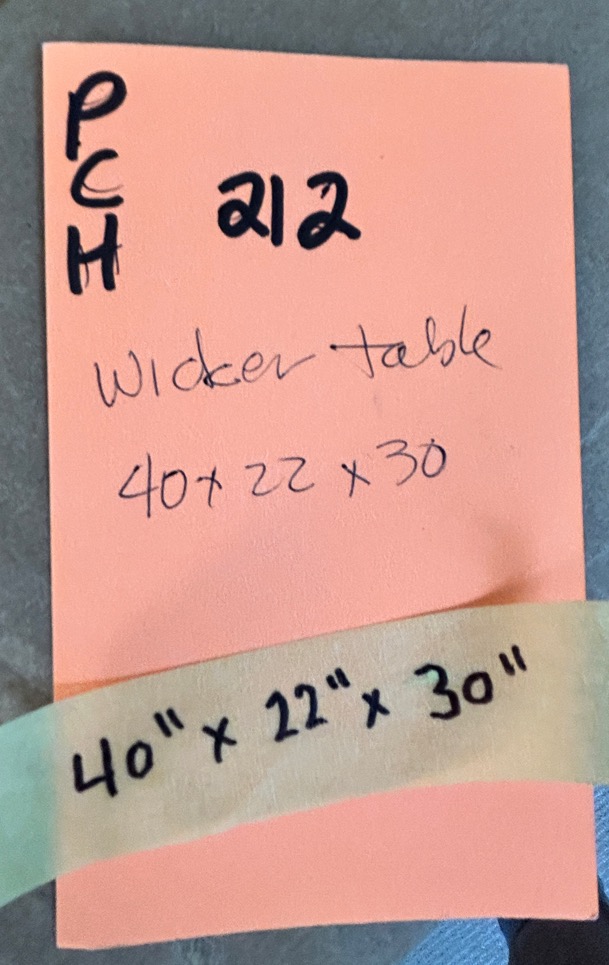 P
C
H
212
Wicker table
40 x 22 x 30
40" x 22" x 30"